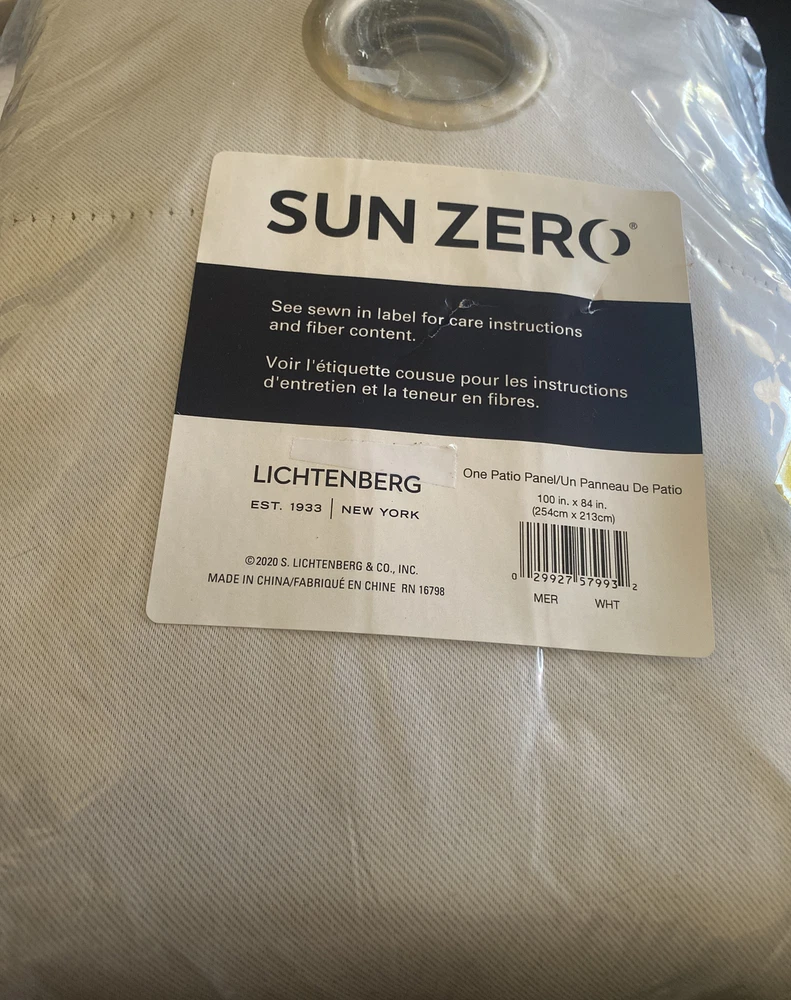 SUN ZERO®
See sewn in label for care instructions
and fiber content.
Voir l'étiquette cousue pour les instructions
d'entretien et la teneur en fibres.
LICHTENBERG
EST. 1933 | NEW YORK
©2020 S. LICHTENBERG & CO., INC.
MADE IN CHINA/FABRIQUÉ EN CHINE RN 16798
One Patio Panel/Un Panneau De Patio
100 in. x 84 in.
(254cm x 213cm)
0 29927 57993 2
MER WHT